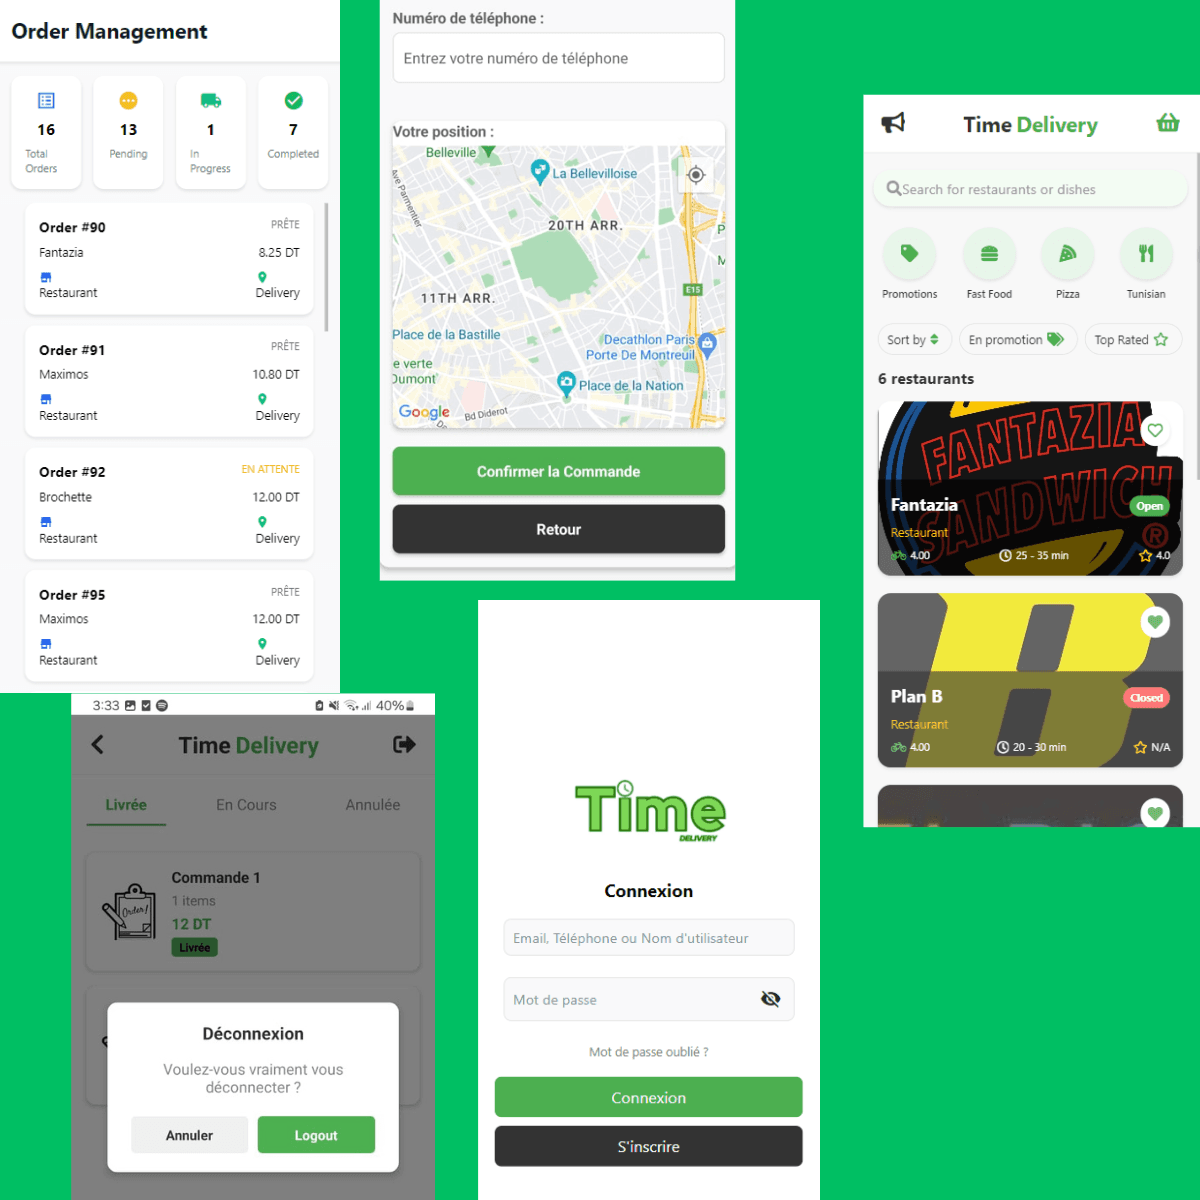 Order Management
16
Total
Orders
13
Pending
1
In
Progress
7
Completed
Order #90
PRÊTE
Fantazia
8.25 DT
Restaurant
Delivery
Order #91
PRÊTE
Maximos
10.80 DT
Restaurant
Delivery
Order #92
EN ATTENTE
Brochette
12.00 DT
Restaurant
Delivery
Order #95
PRÊTE
Maximos
12.00 DT
Restaurant
Delivery
Numéro de téléphone :
Entrez votre numéro de téléphone
Votre position :
Belleville
La Bellevilloise
Ave Parmentier
20TH ARR.
E15
11TH ARR.
Place de la Bastille
Decathlon Paris
Porte De Montreuil
e verte
Dumont
Place de la Nation
Google
Bd Diderot
Confirmer la Commande
Retour
Time Delivery
Search for restaurants or dishes
Promotions
Fast Food
Pizza
Tunisian
Sort by
En promotion
Top Rated
6 restaurants
FANTAZIA
SANDWICH
®
Fantazia
Open
Restaurant
4.00
25 - 35 min
4.0
B
Plan B
Closed
Restaurant
4.00
20 - 30 min
N/A
3:33
40%
Time Delivery
Livrée
En Cours
Annulée
Order!
Commande 1
1 items
12 DT
Livrée
Déconnexion
Voulez-vous vraiment vous
déconnecter ?
Annuler
Logout
Time
DELIVERY
Connexion
Email, Téléphone ou Nom d'utilisateur
Mot de passe
Mot de passe oublié ?
Connexion
S'inscrire